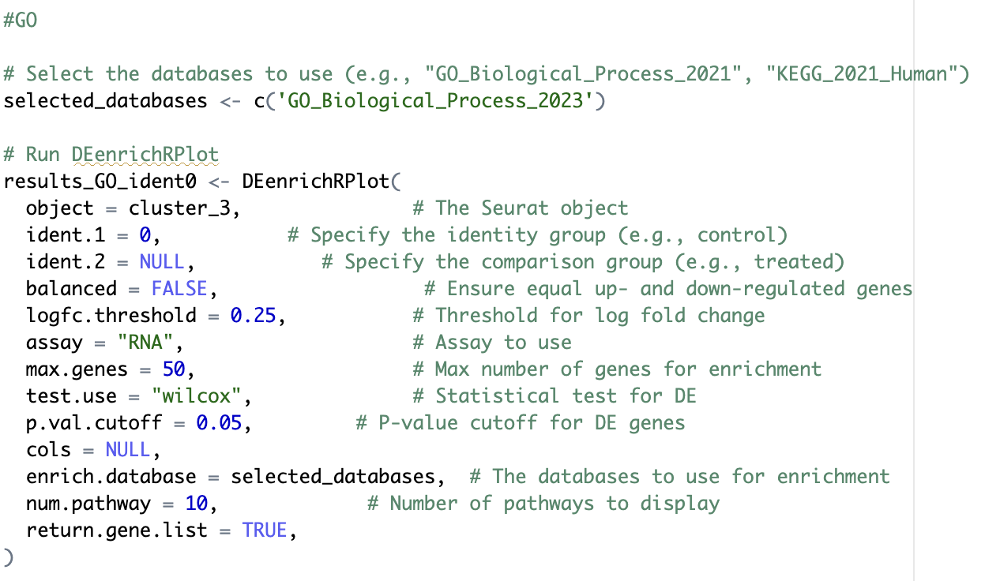 #GO
# Select the databases to use (e.g., "GO_Biological_Process_2021", "KEGG_2021_Human")
selected_databases <- c('GO_Biological_Process_2023')
# Run DEenrichRPlot
results_GO_ident0 <- DEenrichRPlot(
  object = cluster_3,               # The Seurat object
  ident.1 = 0,           # Specify the identity group (e.g., control)
  ident.2 = NULL,           # Specify the comparison group (e.g., treated)
  balanced = FALSE,                  # Ensure equal up- and down-regulated genes
  logfc.threshold = 0.25,           # Threshold for log fold change
  assay = "RNA",                    # Assay to use
  max.genes = 50,                   # Max number of genes for enrichment
  test.use = "wilcox",              # Statistical test for DE
  p.val.cutoff = 0.05,         # P-value cutoff for DE genes
  cols = NULL,
  enrich.database = selected_databases,  # The databases to use for enrichment
  num.pathway = 10,             # Number of pathways to display
  return.gene.list = TRUE,
)